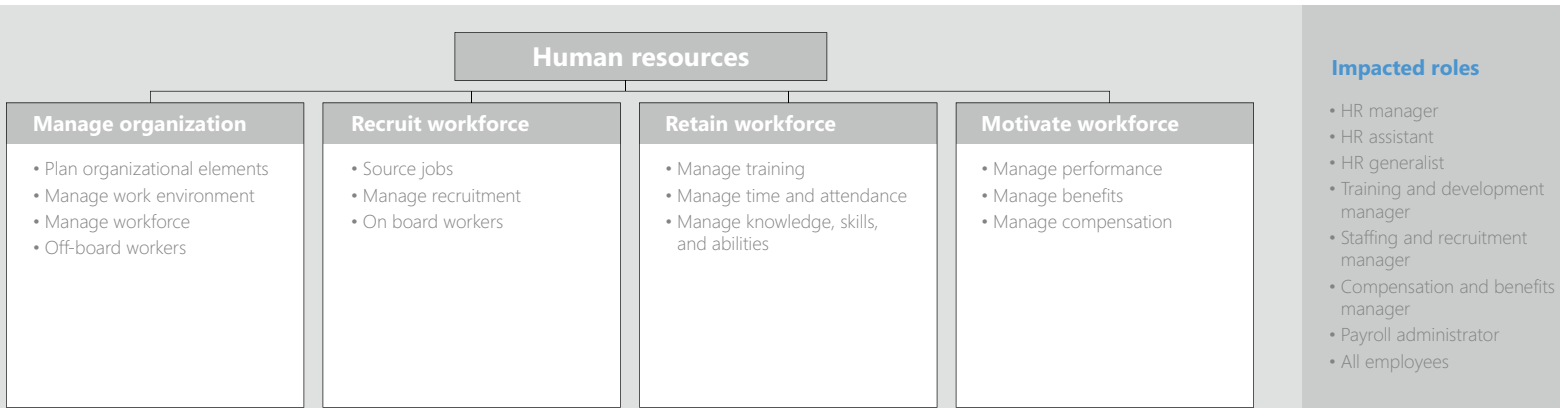 Human resources
Manage organization
• Plan organizational elements
• Manage work environment
• Manage workforce
• Off-board workers
Recruit workforce
• Source jobs
• Manage recruitment
• On board workers
Retain workforce
• Manage training
• Manage time and attendance
• Manage knowledge, skills,
and abilities
Motivate workforce
• Manage performance
• Manage benefits
• Manage compensation
Impacted roles
• HR manager
• HR assistant
• HR generalist
• Training and development
manager
• Staffing and recruitment
manager
• Compensation and benefits
manager
• Payroll administrator
• All employees